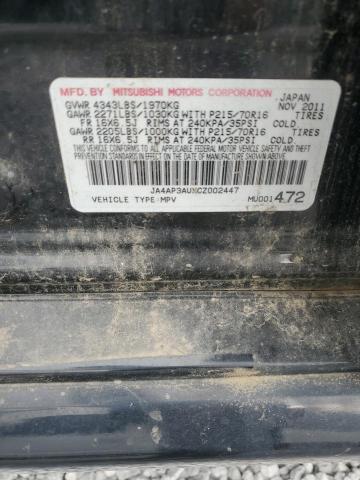 MFD. BY MITSUBISHI MOTORS CORPORATION JAPAN
GVWR 4343LBS/1970KG NOV 2011
GAWR 2271LBS/1030KG WITH P215/70R16 TIRES
FR 16X6.5J RIMS AT 240KPA/35PSI COLD
GAWR 2205LBS/1000KG WITH P215/70R16 TIRES
RR 16X6.5J RIMS AT 240KPA/35PSI COLD.
THIS VEHICLE CONFORMS TO ALL
APPLICABLE FEDERAL MOTOR VEHICLE SAFETY
AND THEFT PREVENTION STANDARDS IN EFFECT
ON THE DATE OF MANUFACTURE SHOWN ABOVE.
VEHICLE TYPE:MPV MU001472